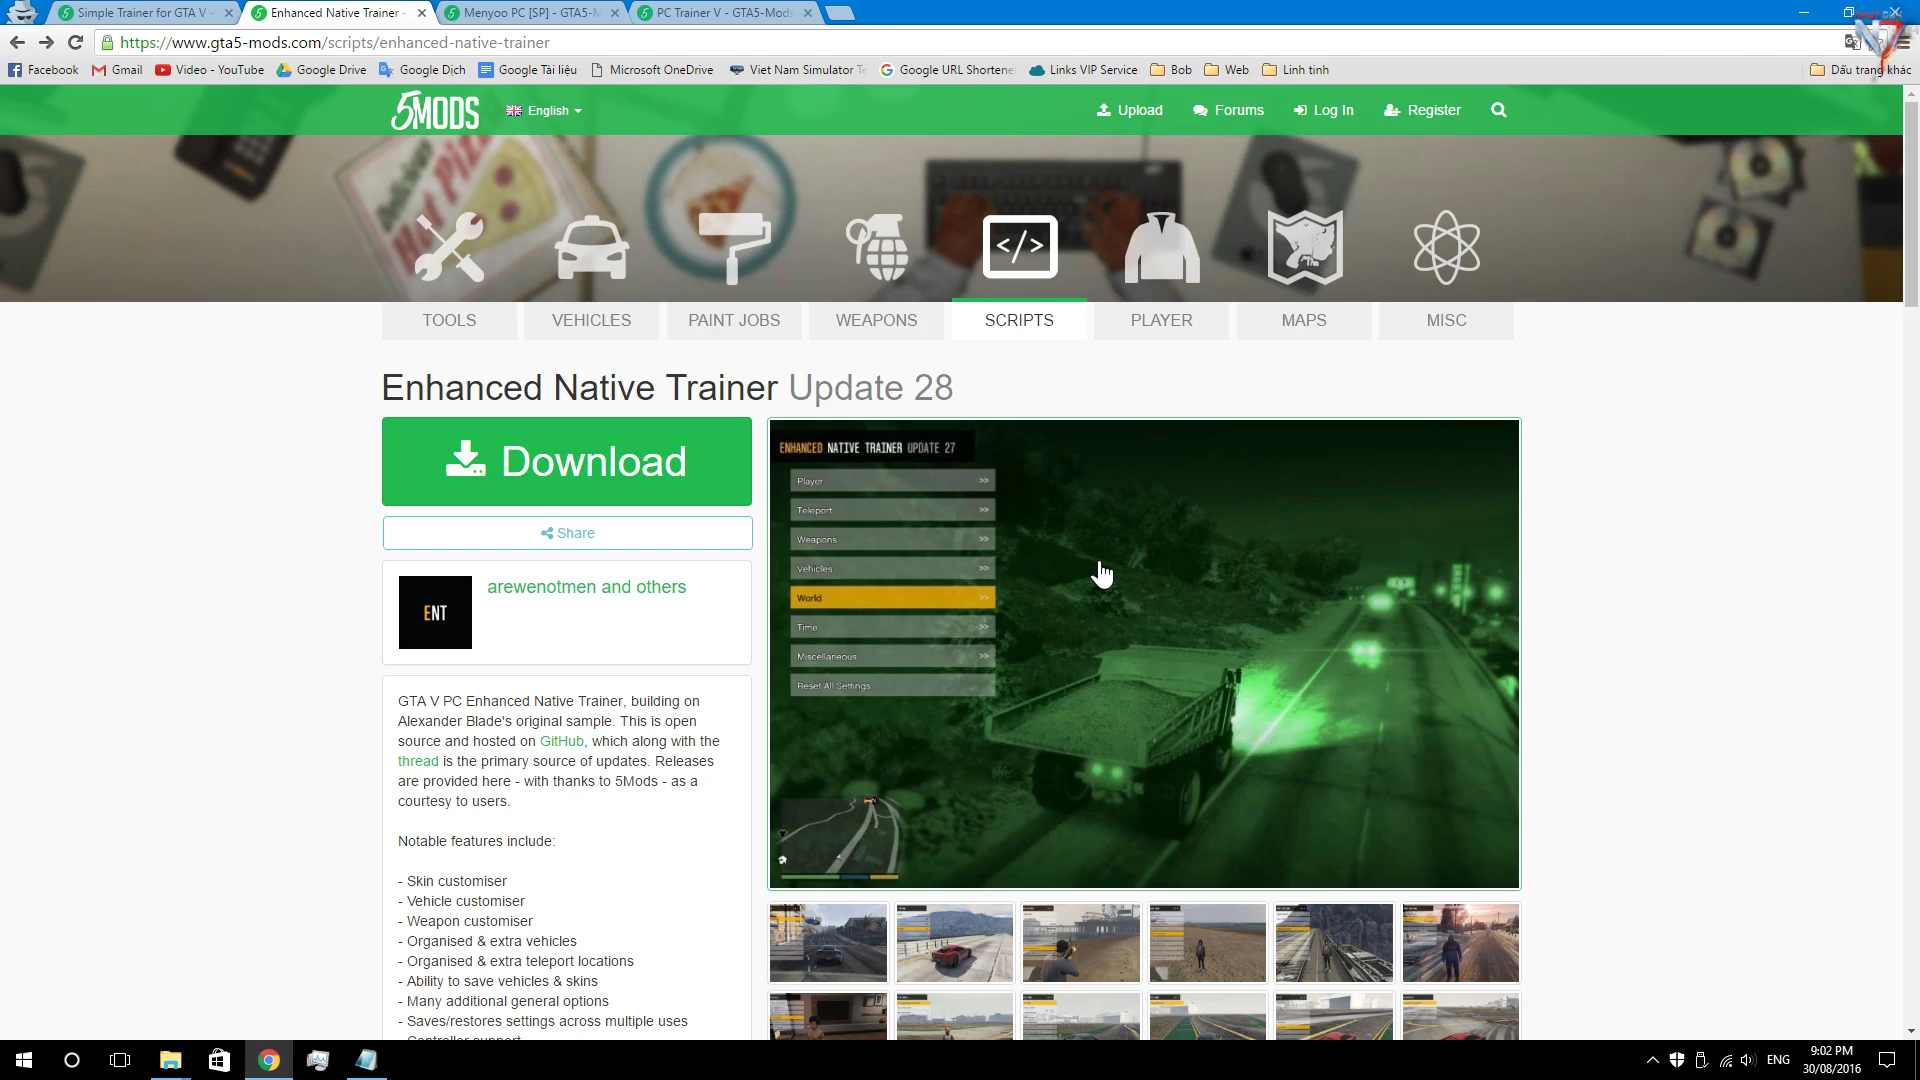 Simple Trainer for GTA V -
Enhanced Native Trainer -
Menyoo PC [SP] - GTA5-M
PC Trainer V - GTA5-Mods
https://www.gta5-mods.com/scripts/enhanced-native-trainer
Facebook
Gmail
Video - YouTube
Google Drive
Google Dịch
Google Tài liệu
Microsoft OneDrive
Viet Nam Simulator Te
Google URL Shortene
Links VIP Service
Bob
Web
Linh tinh
Dấu trang khác
5MODS
English
Upload
Forums
Log In
Register
TOOLS
VEHICLES
PAINT JOBS
WEAPONS
SCRIPTS
PLAYER
MAPS
MISC
Enhanced Native Trainer Update 28
Download
Share
ENT
arewenotmen and others
GTA V PC Enhanced Native Trainer, building on
Alexander Blade's original sample. This is open
source and hosted on GitHub, which along with the
thread is the primary source of updates. Releases
are provided here - with thanks to 5Mods - as a
courtesy to users.
Notable features include:
- Skin customiser
- Vehicle customiser
- Weapon customiser
- Organised & extra vehicles
- Organised & extra teleport locations
- Ability to save vehicles & skins
- Many additional general options
- Saves/restores settings across multiple uses
- Controller support
ENHANCED NATIVE TRAINER UPDATE 27
Player >>
Teleport >>
Weapons >>
Vehicles >>
World >>
Time >>
Miscellaneous >>
Reset All Settings
ENG
9:02 PM
30/08/2016